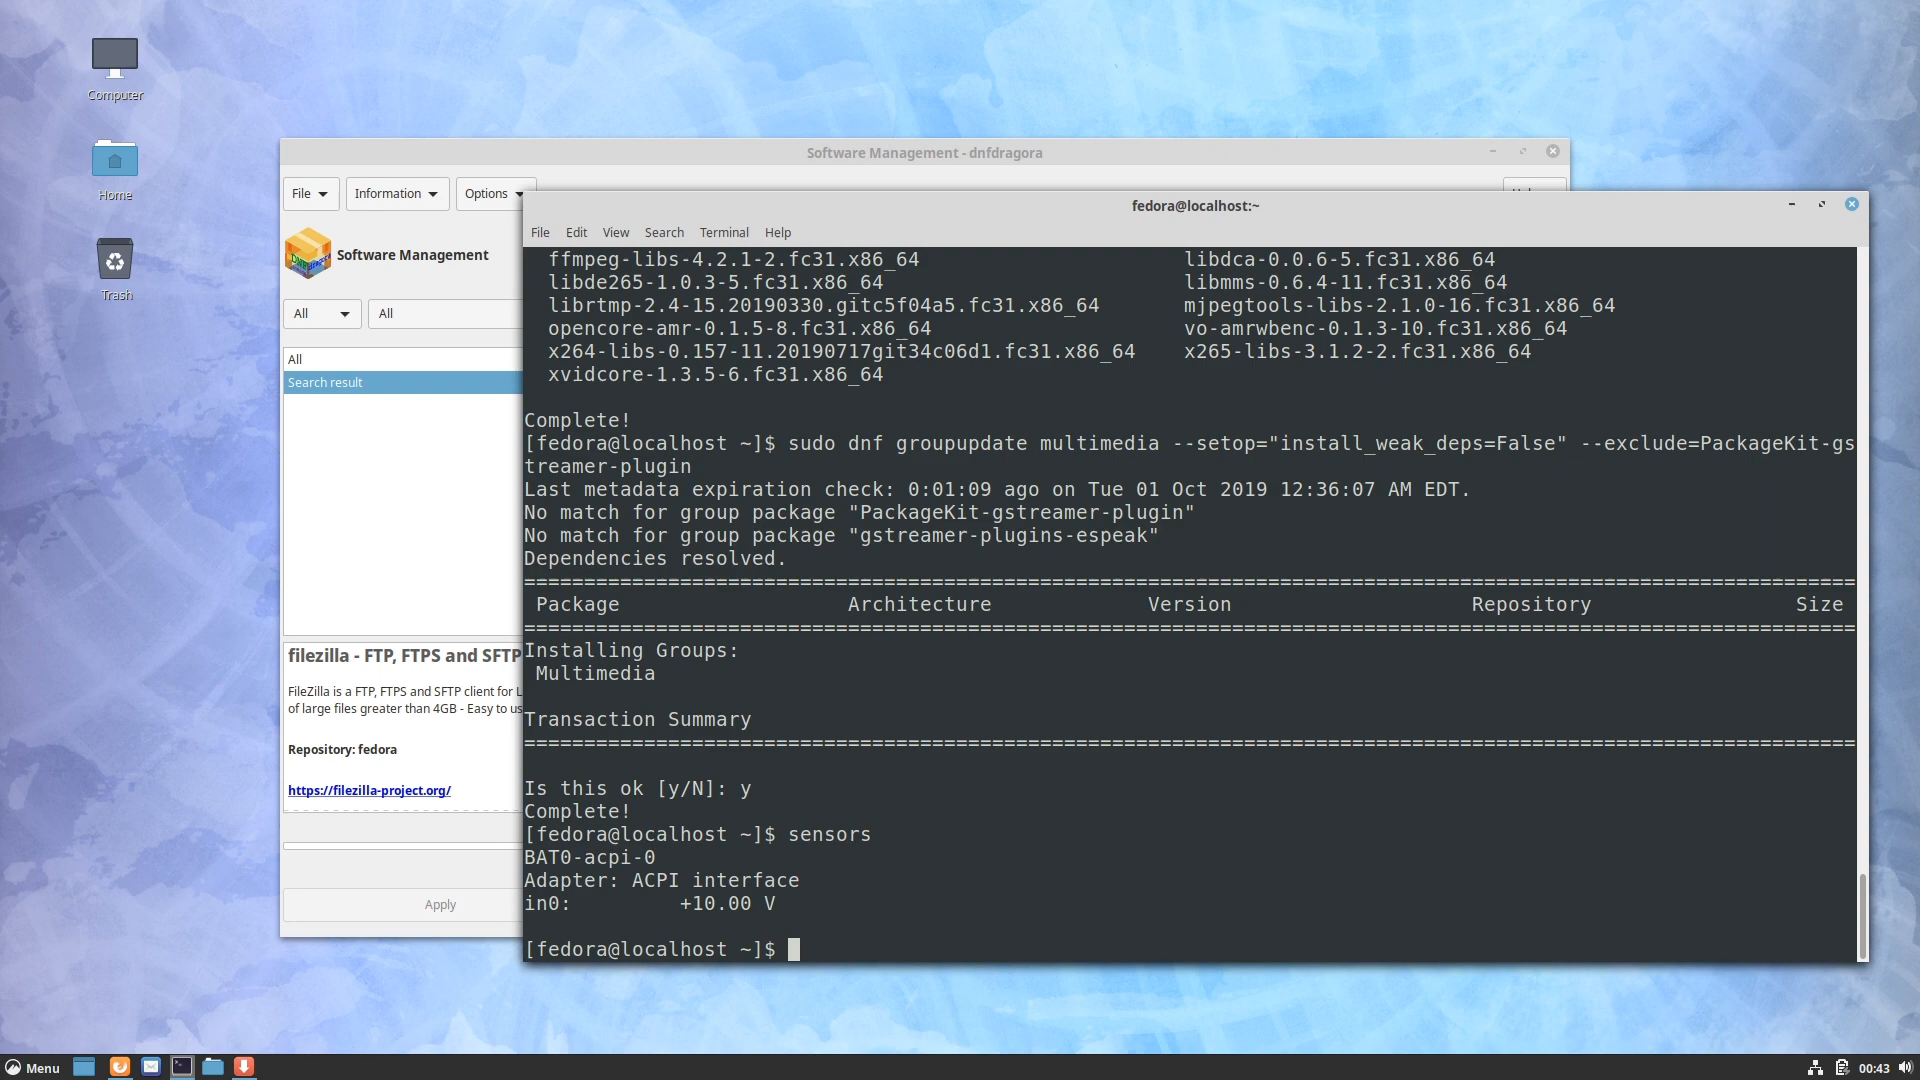 Computer
Home
Trash
Software Management - dnfdragora
File
Information
Options
Software Management
All
All
All
Search result
filezilla - FTP, FTPS and SFTP
FileZilla is a FTP, FTPS and SFTP client for
of large files greater than 4GB - Easy to us
Repository: fedora
https://filezilla-project.org/
Apply
fedora@localhost:~
File Edit View Search Terminal Help
ffmpeg-libs-4.2.1-2.fc31.x86_64 libdca-0.0.6-5.fc31.x86_64
libde265-1.0.3-5.fc31.x86_64 libmms-0.6.4-11.fc31.x86_64
librtmp-2.4-15.20190330.gitc5f04a5.fc31.x86_64 mjpegtools-libs-2.1.0-16.fc31.x86_64
opencore-amr-0.1.5-8.fc31.x86_64 vo-amrwbenc-0.1.3-10.fc31.x86_64
x264-libs-0.157-11.20190717git34c06d1.fc31.x86_64 x265-libs-3.1.2-2.fc31.x86_64
xvidcore-1.3.5-6.fc31.x86_64
Complete!
[fedora@localhost ~]$ sudo dnf groupupdate multimedia --setop="install_weak_deps=False" --exclude=PackageKit-gs
treamer-plugin
Last metadata expiration check: 0:01:09 ago on Tue 01 Oct 2019 12:36:07 AM EDT.
No match for group package "PackageKit-gstreamer-plugin"
No match for group package "gstreamer-plugins-espeak"
Dependencies resolved.
Package Architecture Version Repository Size
Installing Groups:
Multimedia
Transaction Summary
Is this ok [y/N]: y
Complete!
[fedora@localhost ~]$ sensors
BAT0-acpi-0
Adapter: ACPI interface
in0: +10.00 V
[fedora@localhost ~]$
Menu
00:43